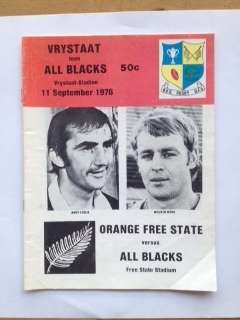 VRYSTAAT
teen
ALL BLACKS 50c
Vrystaat-Stadion
11 September 1976
ORANGE FREE STATE
versus
ALL BLACKS
Free State Stadium